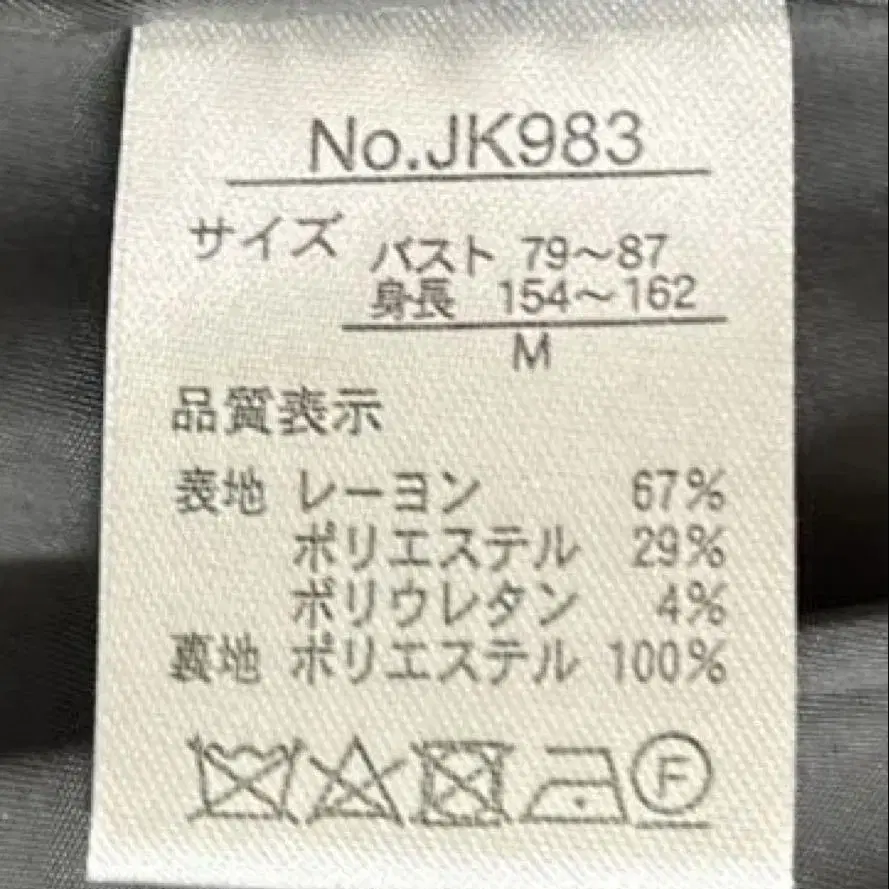 No.JK983
サイズ バスト 79～87
身長 154～162
M
品質表示
表地 レーヨン 67%
ポリエステル 29%
ポリウレタン 4%
裏地 ポリエステル 100%
F